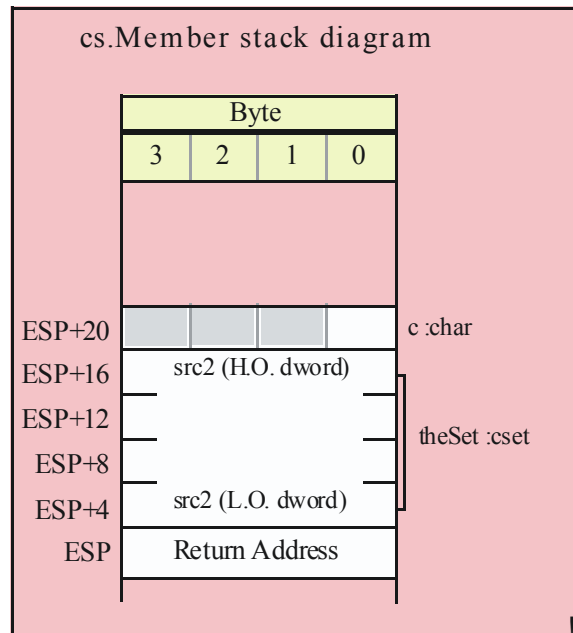 cs.Member stack diagram
Byte
3 2 1 0
ESP+20 c :char
ESP+16 src2 (H.O. dword)
ESP+12
theSet :cset
ESP+8
ESP+4 src2 (L.O. dword)
ESP Return Address